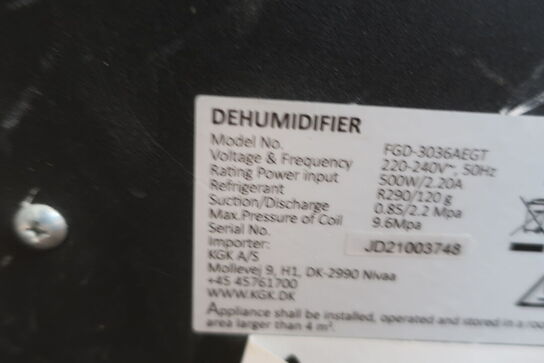 DEHUMIDIFIER
Model No. FGD-3036AEGT
Voltage & Frequency 220-240V~, 50Hz
Rating Power input 500W/2.20A
Refrigerant R290/120 g
Suction/Discharge 0.85/2.2 Mpa
Max.Pressure of Coil 9.6Mpa
Serial No. JD21003748
Importer:
KGK A/S
Mollevej 9, H1, DK-2990 Nivaa
+45 45761700
WWW.KGK.DK
Appliance shall be installed, operated and stored in a roo
area larger than 4 m².